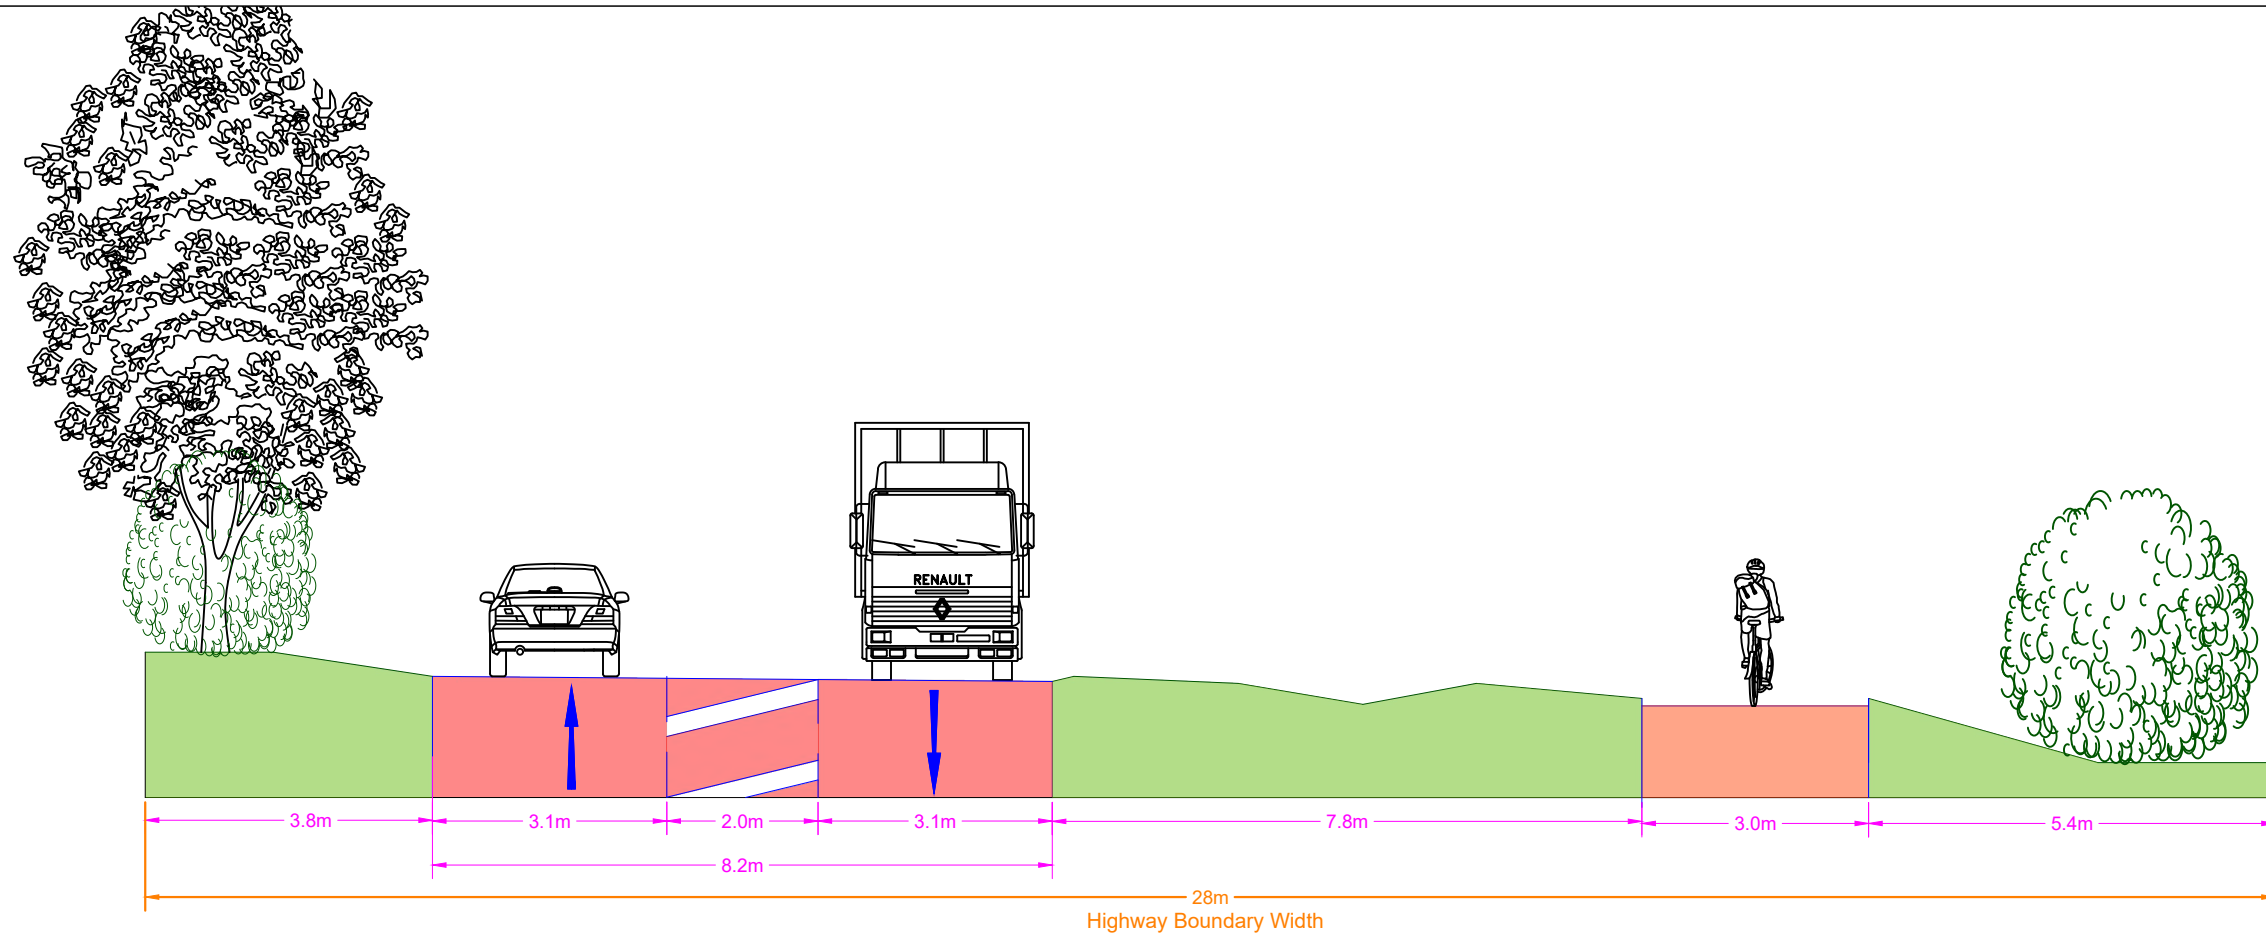 RENAULT
3.8m
3.1m
2.0m
3.1m
7.8m
3.0m
5.4m
8.2m
28m
Highway Boundary Width